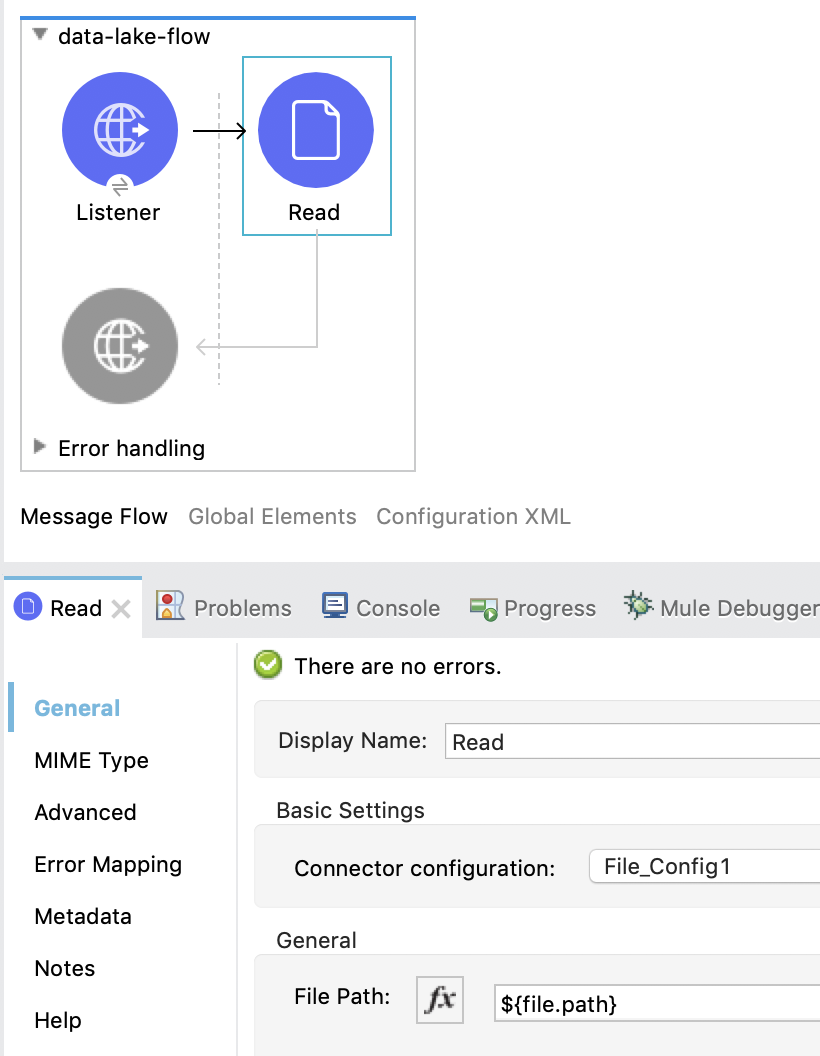 data-lake-flow
Listener
Read
Error handling
Message Flow Global Elements Configuration XML
Read Problems Console Progress Mule Debugger
There are no errors.
General
Display Name: Read
MIME Type
Basic Settings
Advanced
Connector configuration: File_Config1
Error Mapping
Metadata
General
Notes
File Path: fx ${file.path}
Help